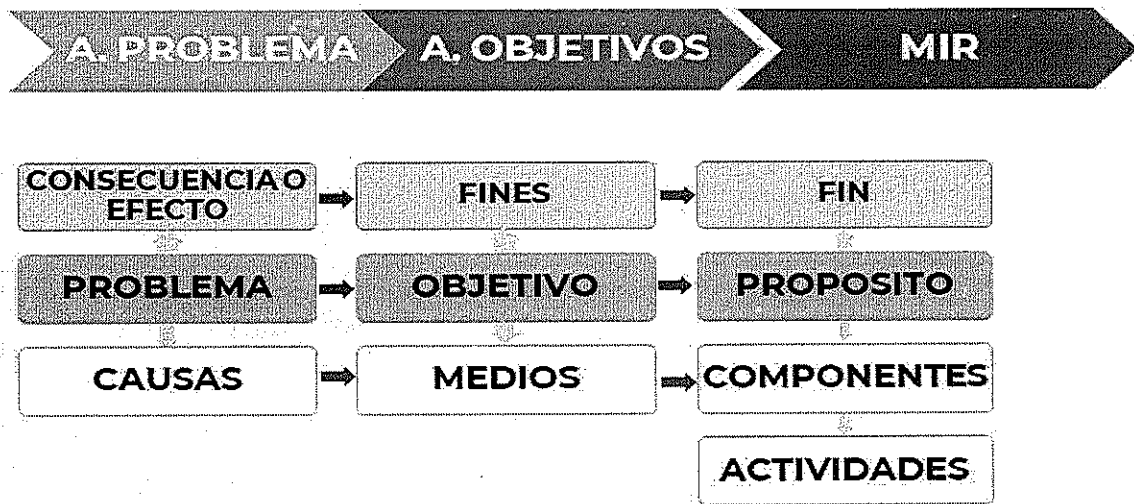 A. PROBLEMA A. OBJETIVOS MIR
CONSECUENCIA O
EFECTO
FINES
FIN
PROBLEMA
OBJETIVO
PROPOSITO
CAUSAS
MEDIOS
COMPONENTES
ACTIVIDADES